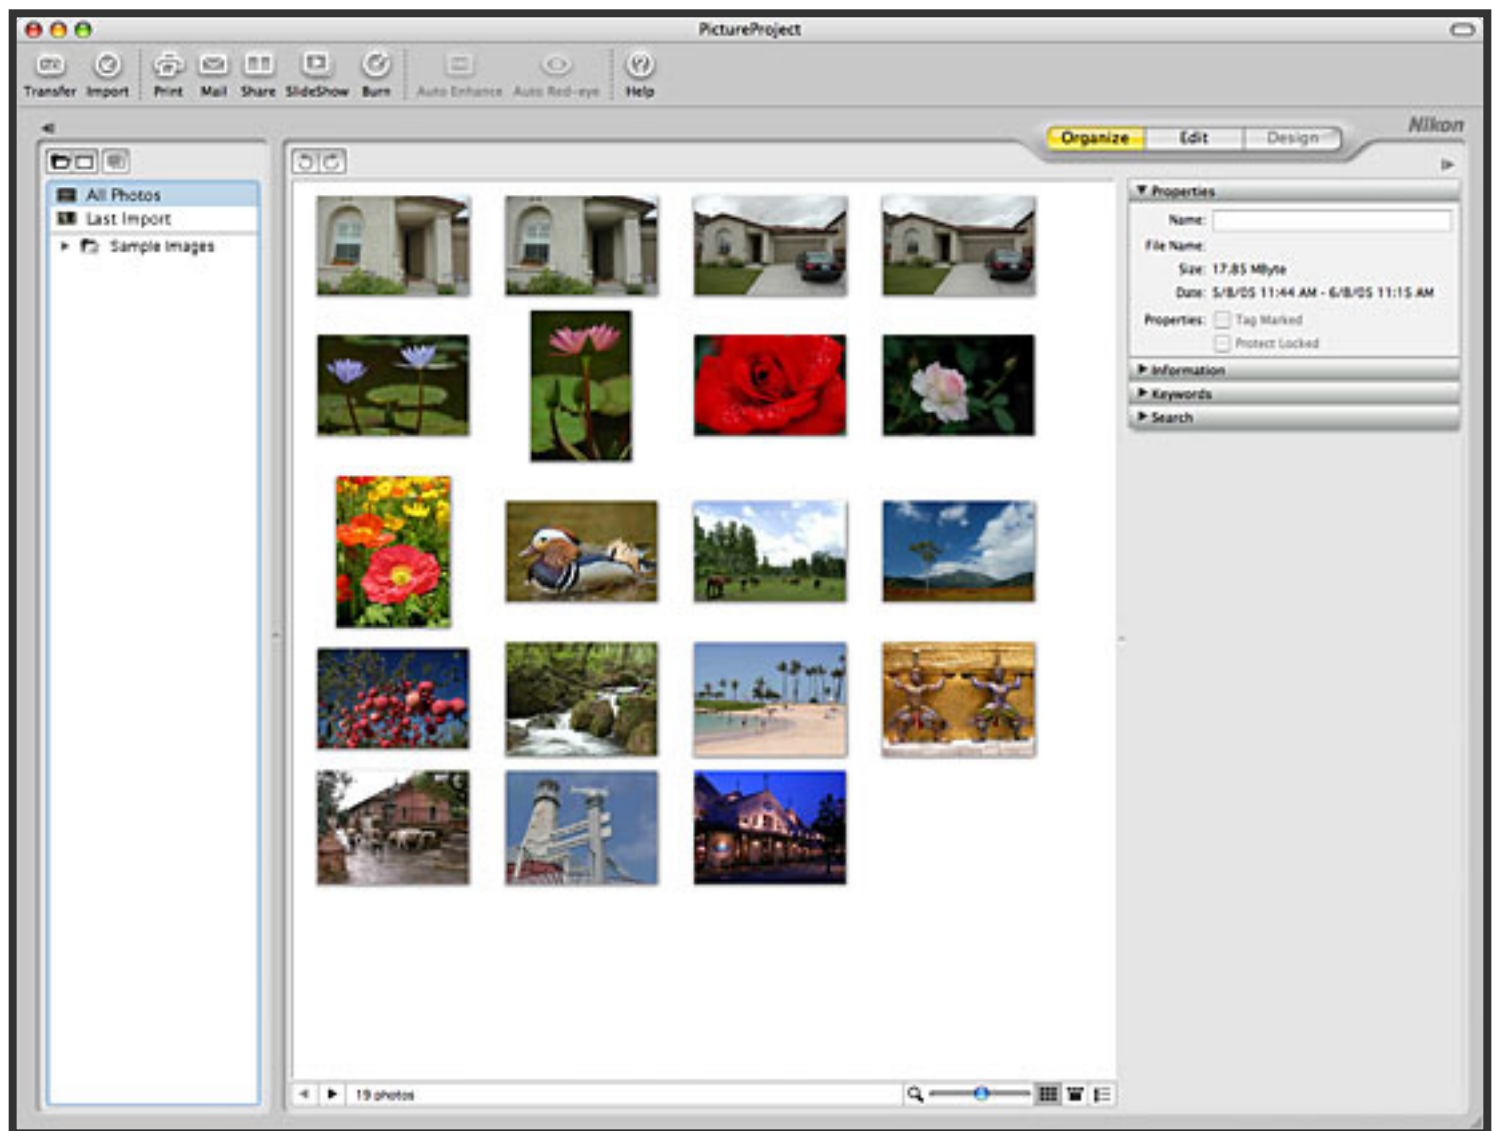 PictureProject
Transfer Import Print Mail Share SlideShow Burn Auto Enhance Auto Red-eye Help
Nikon
Organize Edit Design
All Photos
Last Import
Sample Images
Properties
Name:
File Name:
Size: 17.85 MByte
Date: 5/8/05 11:44 AM - 6/8/05 11:15 AM
Properties: Tag Marked
Protect Locked
Information
Keywords
Search
19 photos